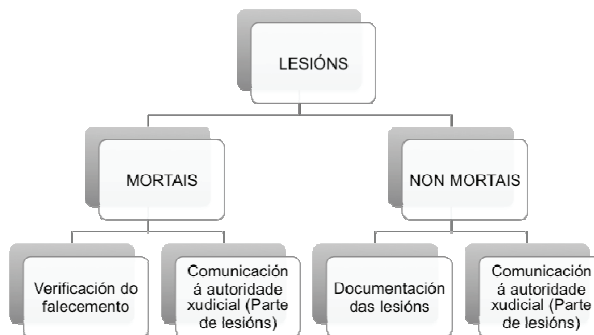 LESIÓNS
MORTAIS
NON MORTAIS
Verificación do
falecemento
Comunicación
á autoridade
xudicial (Parte
de lesións)
Documentación
das lesións
Comunicación
á autoridade
xudicial (Parte
de lesións)